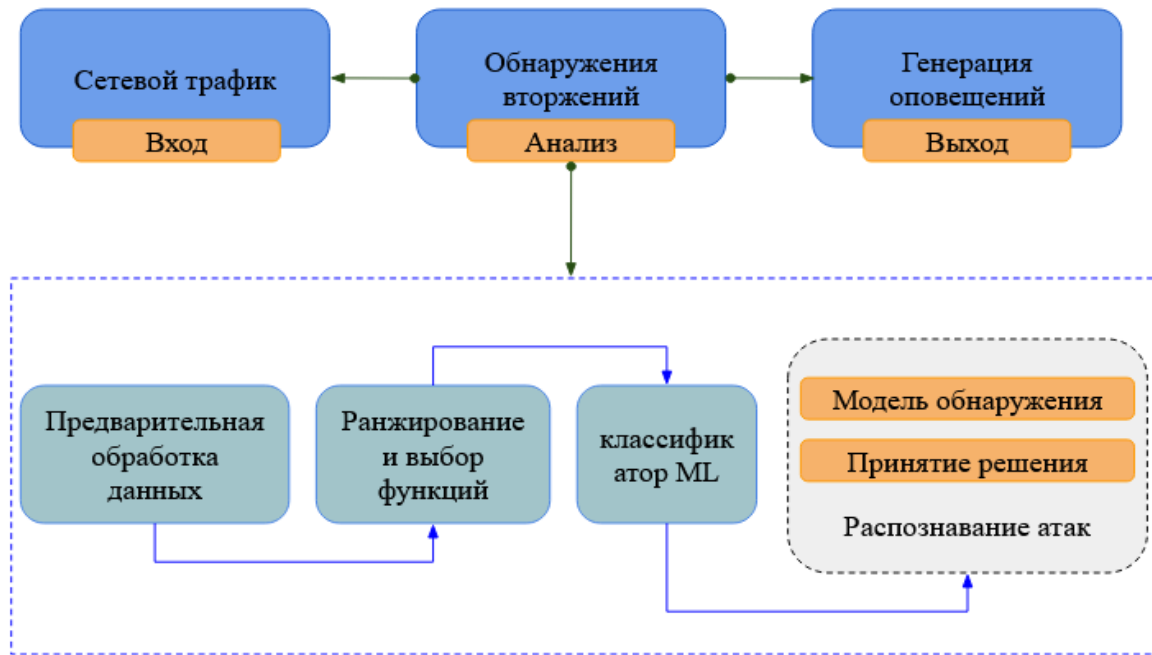 Сетевой трафик
Вход
Обнаружения
вторжений
Анализ
Генерация
оповещений
Выход
Предварительная
обработка
данных
Ранжирование
и выбор
функций
классифик
атор ML
Модель обнаружения
Принятие решения
Распознавание атак